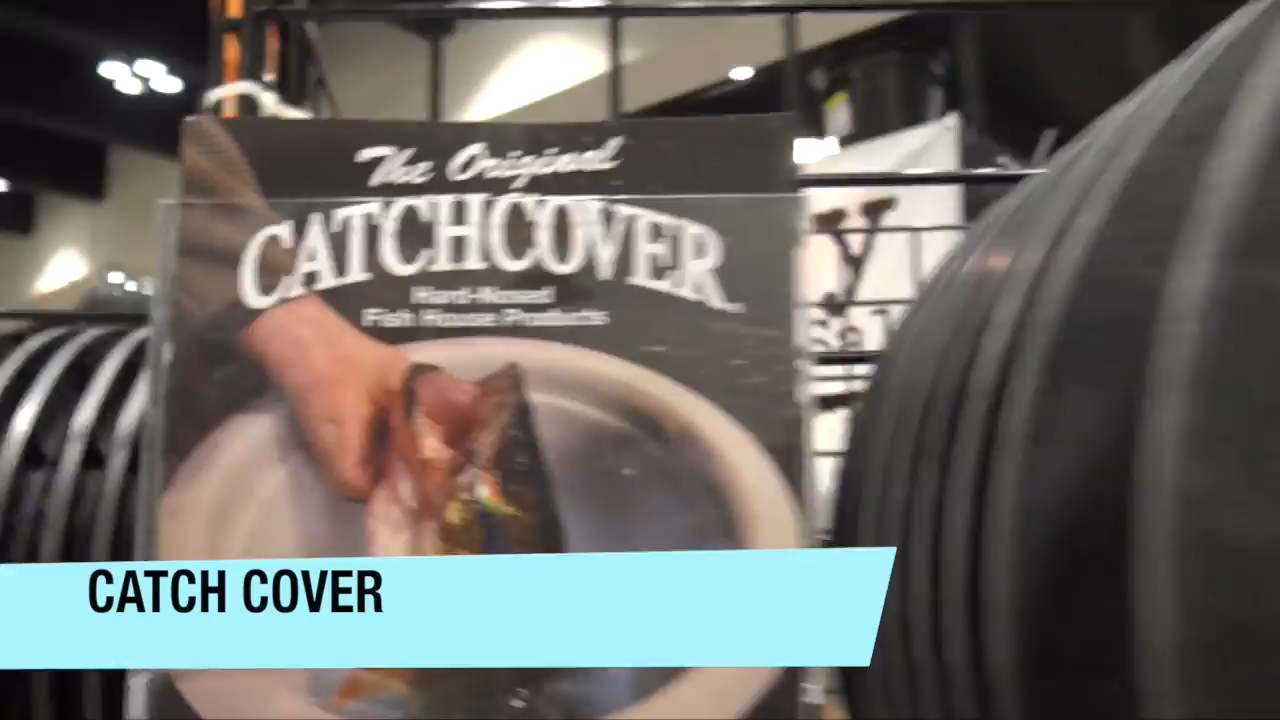 The Original
CATCHCOVER
Hard-Nosed
Fish House Products
y
CATCH COVER